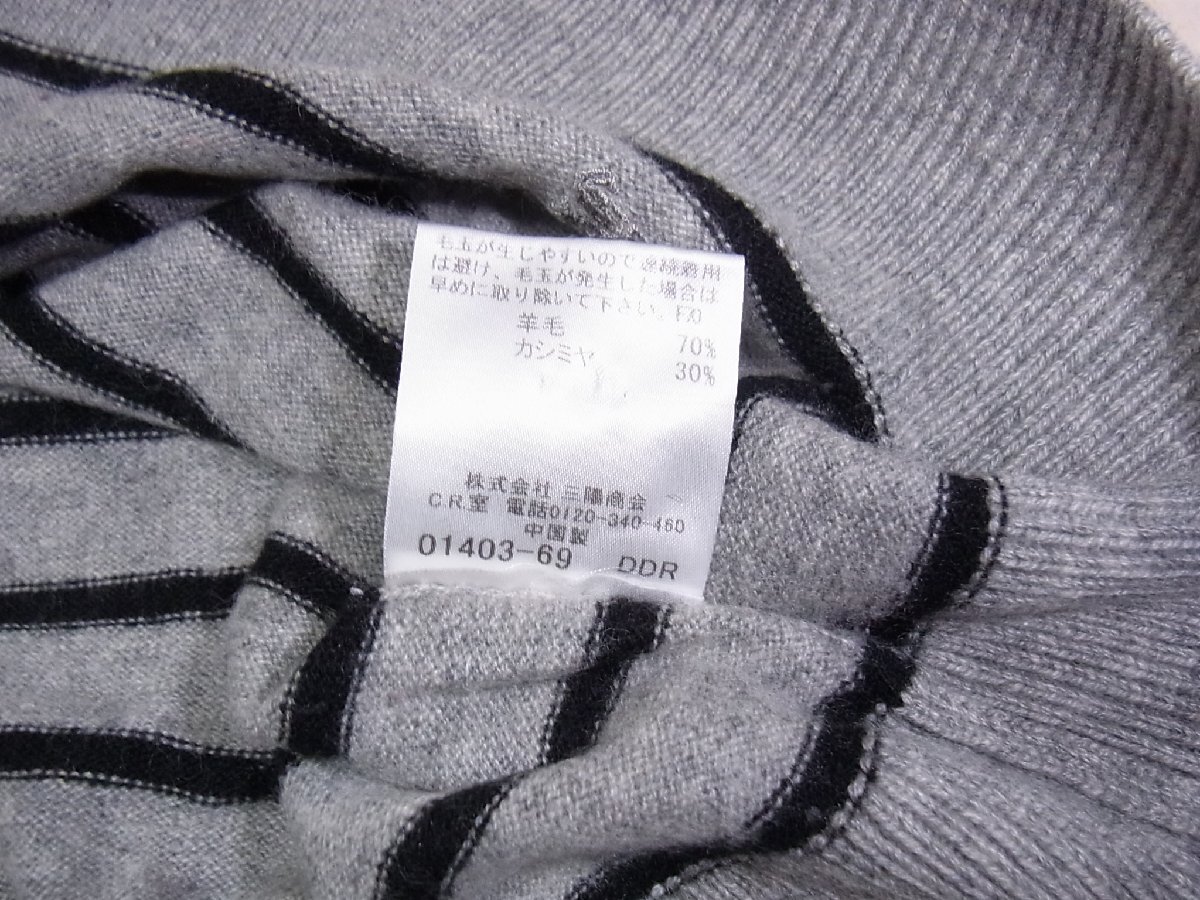 毛玉が生じやすいので連続着用
は避け、毛玉が発生した場合は
早めに取り除いて下さい。FX0
羊毛 70%
カシミヤ 30%
株式会社 三陽商会
C.R.室 電話0120-340-460
中国製
01403-69 DDR